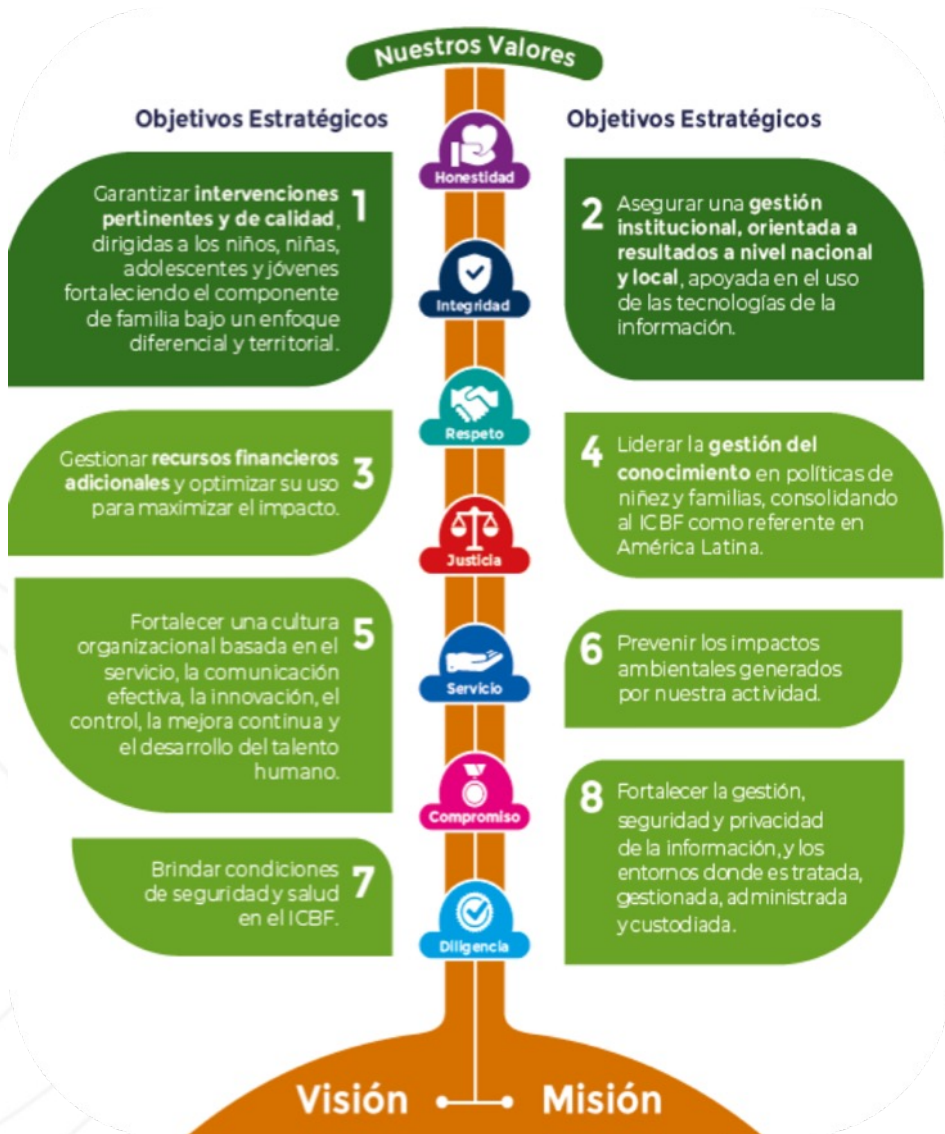 Nuestros Valores
Objetivos Estratégicos
Objetivos Estratégicos
Honestidad
Garantizar intervenciones
pertinentes y de calidad,
dirigidas a los niños, niñas,
adolescentes y jóvenes
fortaleciendo el componente
de familia bajo un enfoque
diferencial y territorial.
1
2
Asegurar una gestión
institucional, orientada a
resultados a nivel nacional
y local, apoyada en el uso
de las tecnologías de la
información.
Integridad
Respeto
Gestionar recursos financieros
adicionales y optimizar su uso
para maximizar el impacto.
3
4
Liderar la gestión del
conocimiento en políticas de
niñez y familias, consolidando
al ICBF como referente en
América Latina.
Justicia
Fortalecer una cultura
organizacional basada en el
servicio, la comunicación
efectiva, la innovación, el
control, la mejora continua y
el desarrollo del talento
humano.
5
6
Prevenir los impactos
ambientales generados
por nuestra actividad.
Servicio
Compromiso
Brindar condiciones
de seguridad y salud
en el ICBF.
7
8
Fortalecer la gestión,
seguridad y privacidad
de la información, y los
entornos donde es tratada,
gestionada, administrada
y custodiada.
Diligencia
Visión
Misión